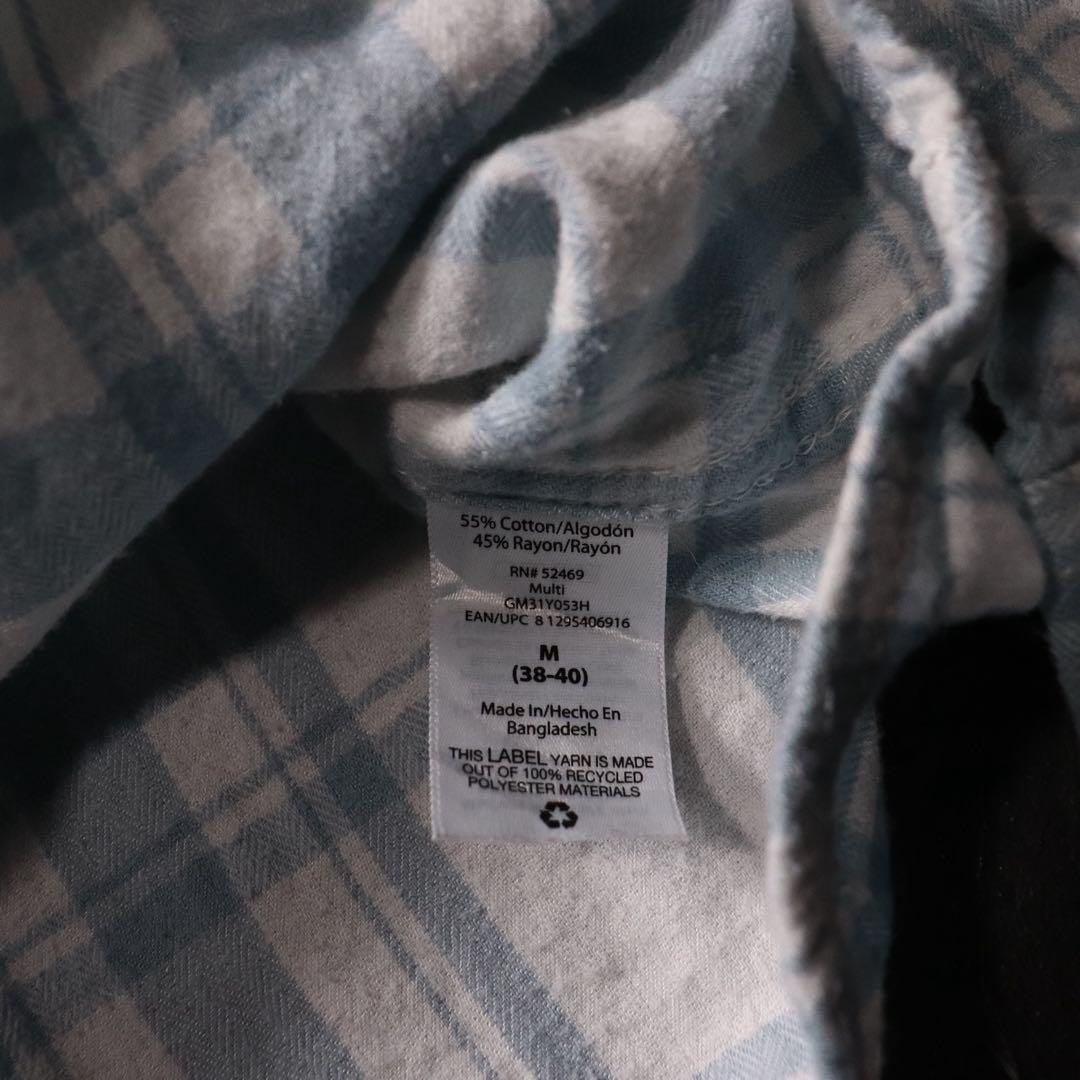 55% Cotton/Algodón
45% Rayon/Rayón
RN# 52469
Multi
GM31Y053H
EAN/UPC 8 1295406916
M
(38-40)
Made In/Hecho En
Bangladesh
THIS LABEL YARN IS MADE
OUT OF 100% RECYCLED
POLYESTER MATERIALS